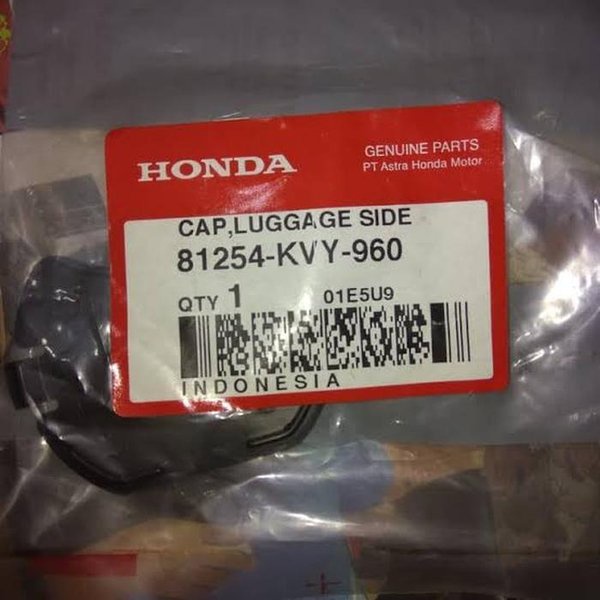 HONDA
GENUINE PARTS
PT Astra Honda Motor
CAP,LUGGAGE SIDE
81254-KVY-960
QTY 1 01E5U9
INDONESIA